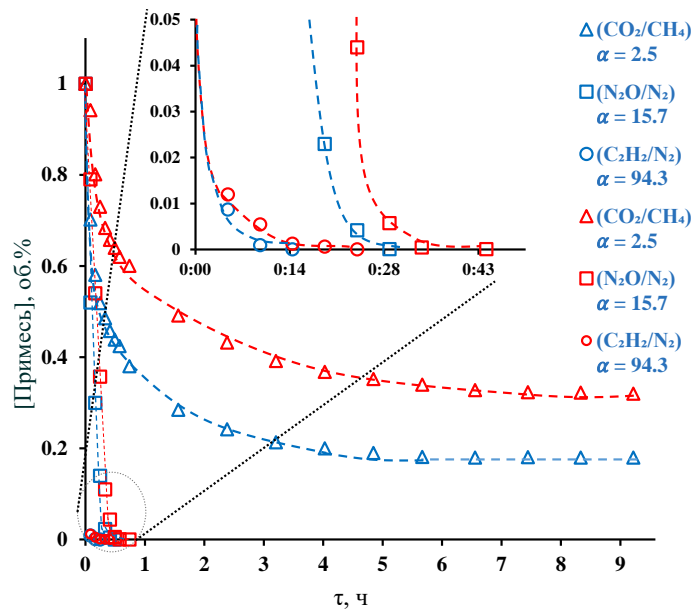 0.05
0.04
0.03
0.02
0.01
0
0:00
0:14
0:28
0:43
(CO₂/CH₄)
α = 2.5
(N₂O/N₂)
α = 15.7
(C₂H₂/N₂)
α = 94.3
(CO₂/CH₄)
α = 2.5
(N₂O/N₂)
α = 15.7
(C₂H₂/N₂)
α = 94.3
[Примесь], об.%
1
0.8
0.6
0.4
0.2
0
0 1 2 3 4 5 6 7 8 9
τ, ч